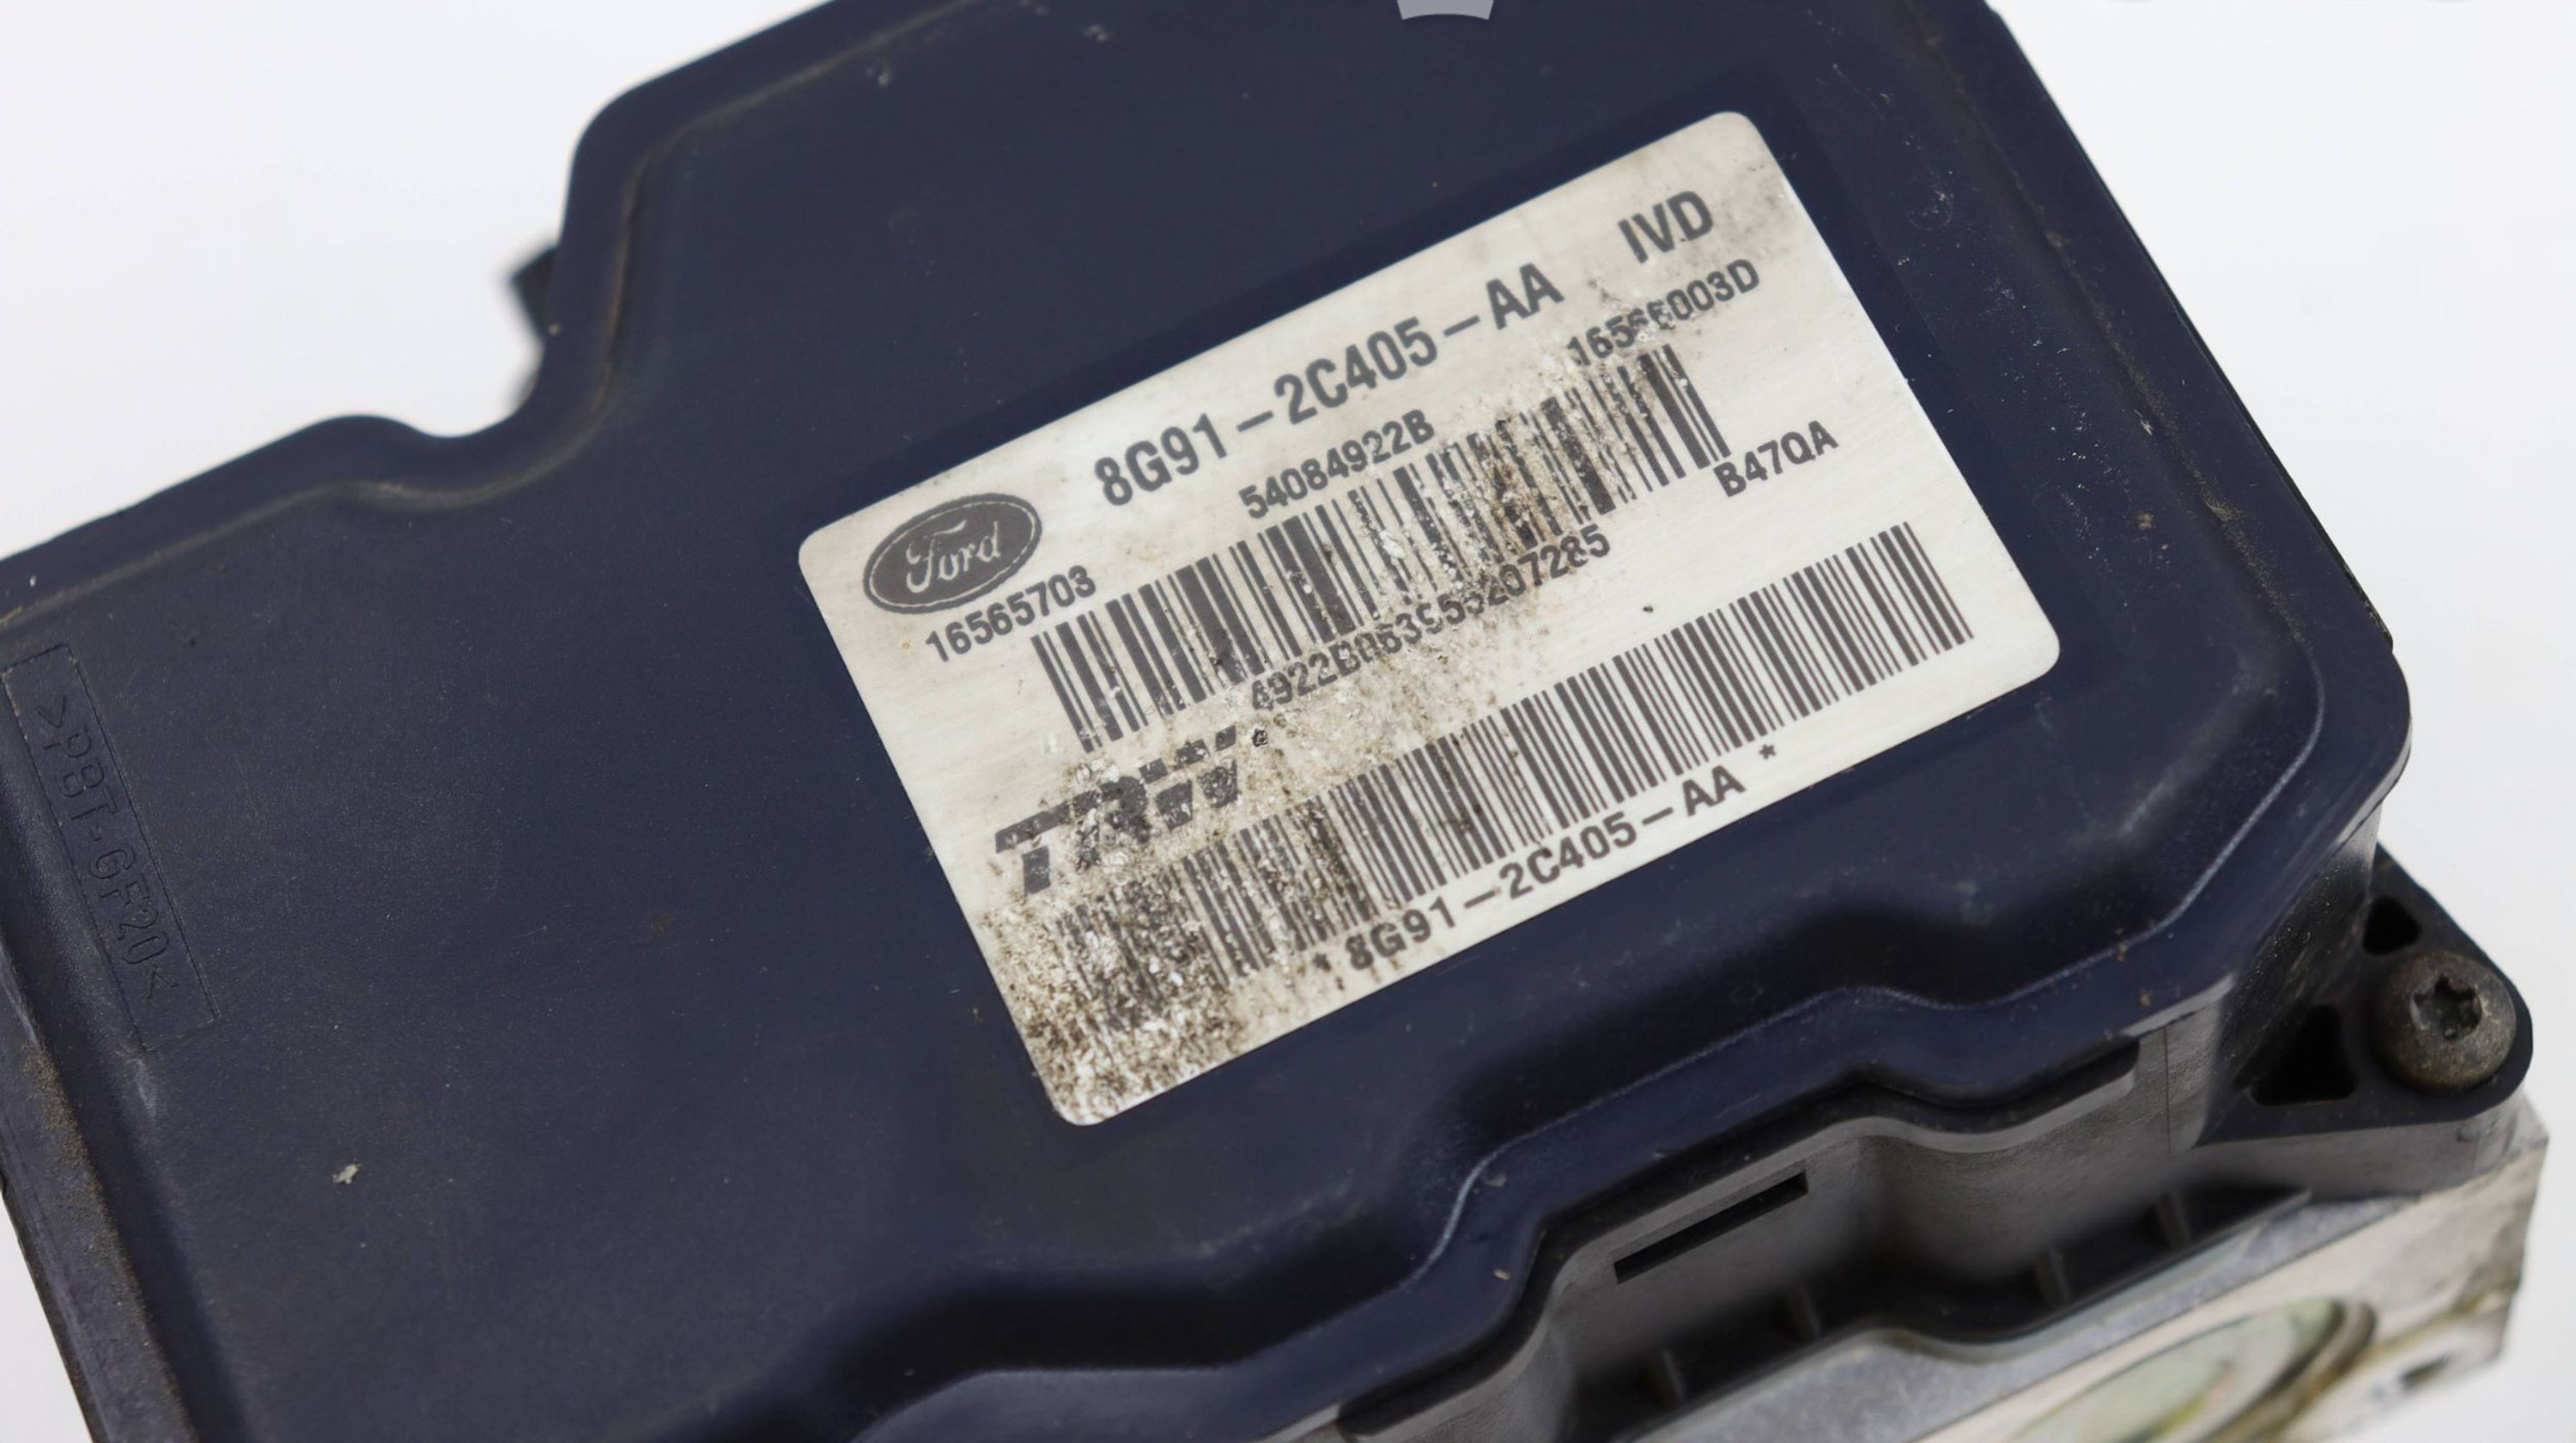 8G91-2C405-AA IVD
Ford
16565703 54084922B
B47QA
TRW
* 8G91-2C405-AA *
>PBT-GF20<